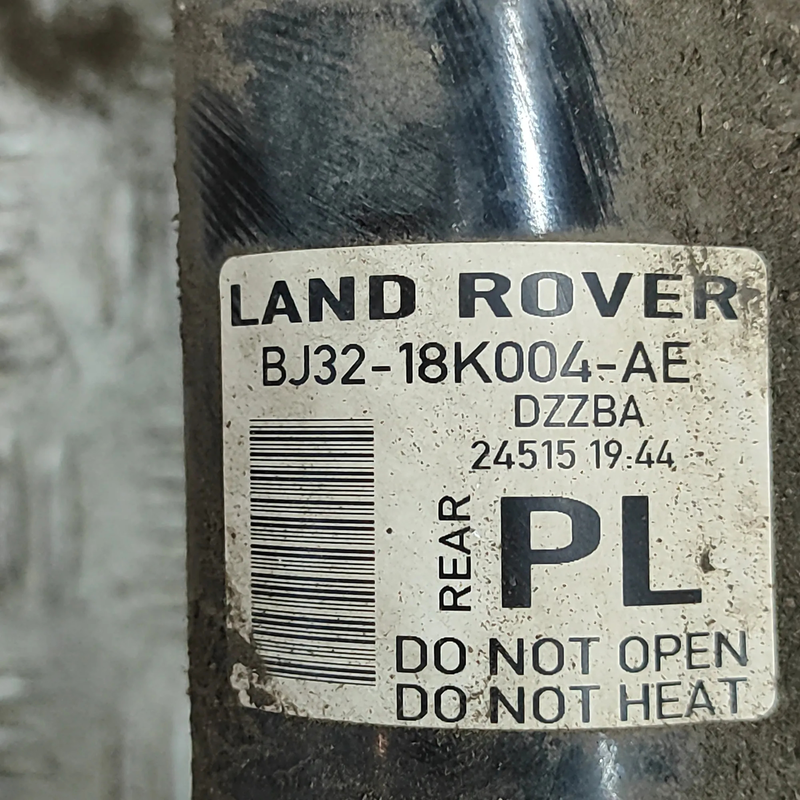 LAND ROVER
BJ32-18K004-AE
DZZBA
24515 19:44
REAR
PL
DO NOT OPEN
DO NOT HEAT